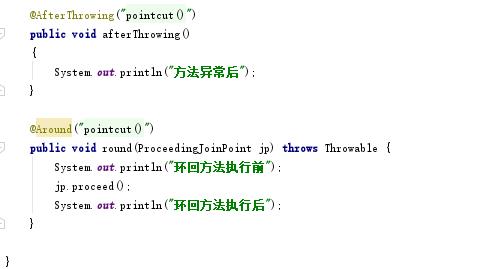 @AfterThrowing("pointcut()")
public void afterThrowing()
{
System.out.println("方法异常后");
}
@Around("pointcut()")
public void round(ProceedingJoinPoint jp) throws Throwable {
System.out.println("环回方法执行前");
jp.proceed();
System.out.println("环回方法执行后");
}
}